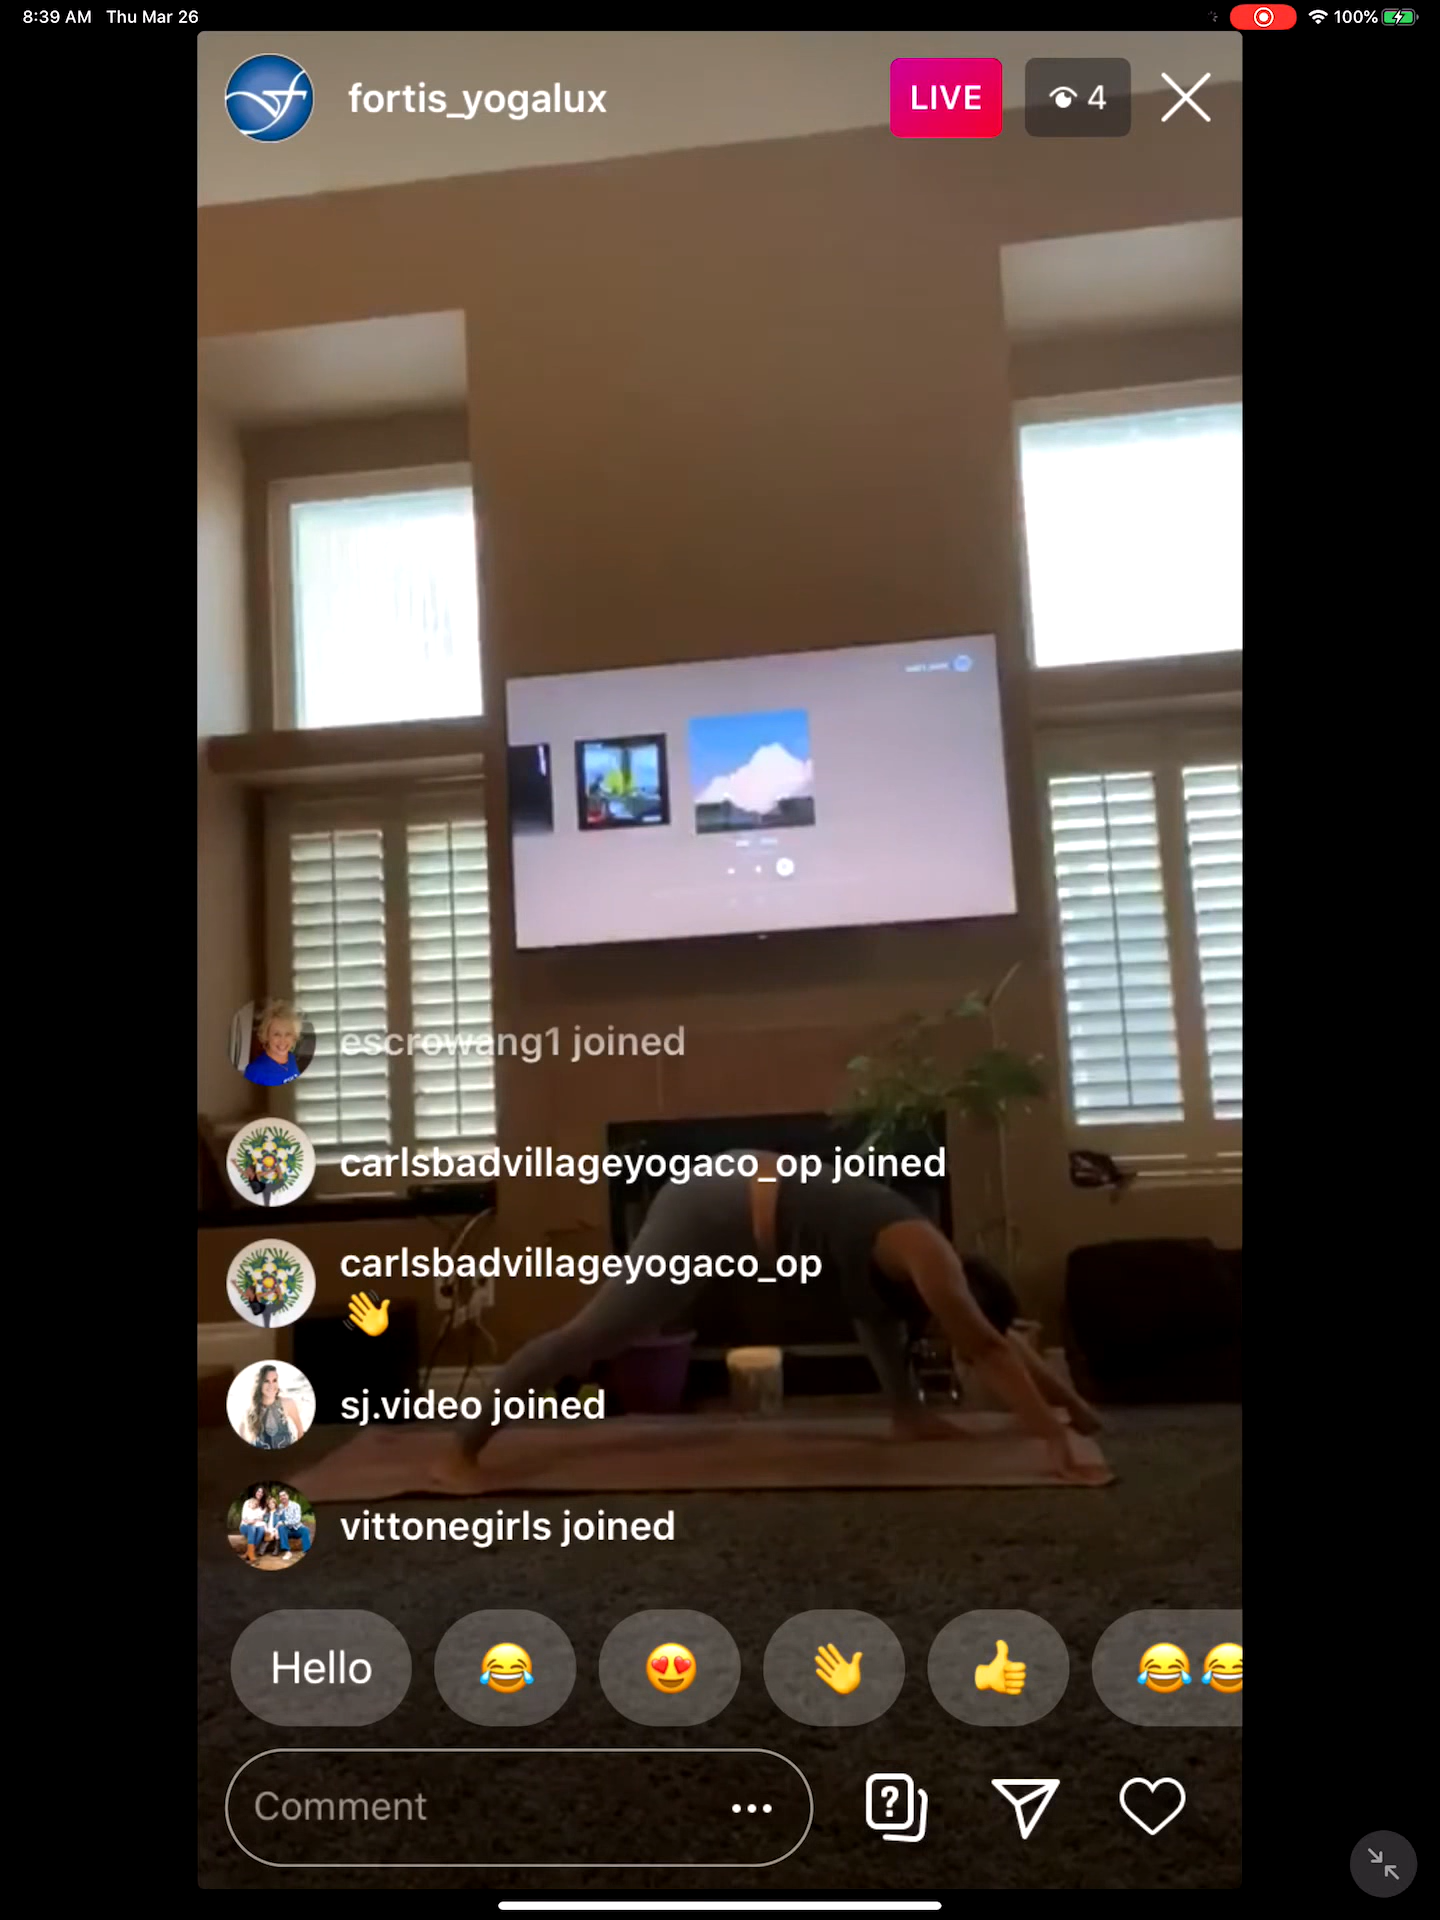 8:39 AM Thu Mar 26
100%
fortis_yogalux
LIVE
4
escrowang1 joined
carlsbadvillageyogaco_op joined
carlsbadvillageyogaco_op
👋
sj.video joined
vittonegirls joined
Hello 😂 😍 👋 👍 😂😂
Comment